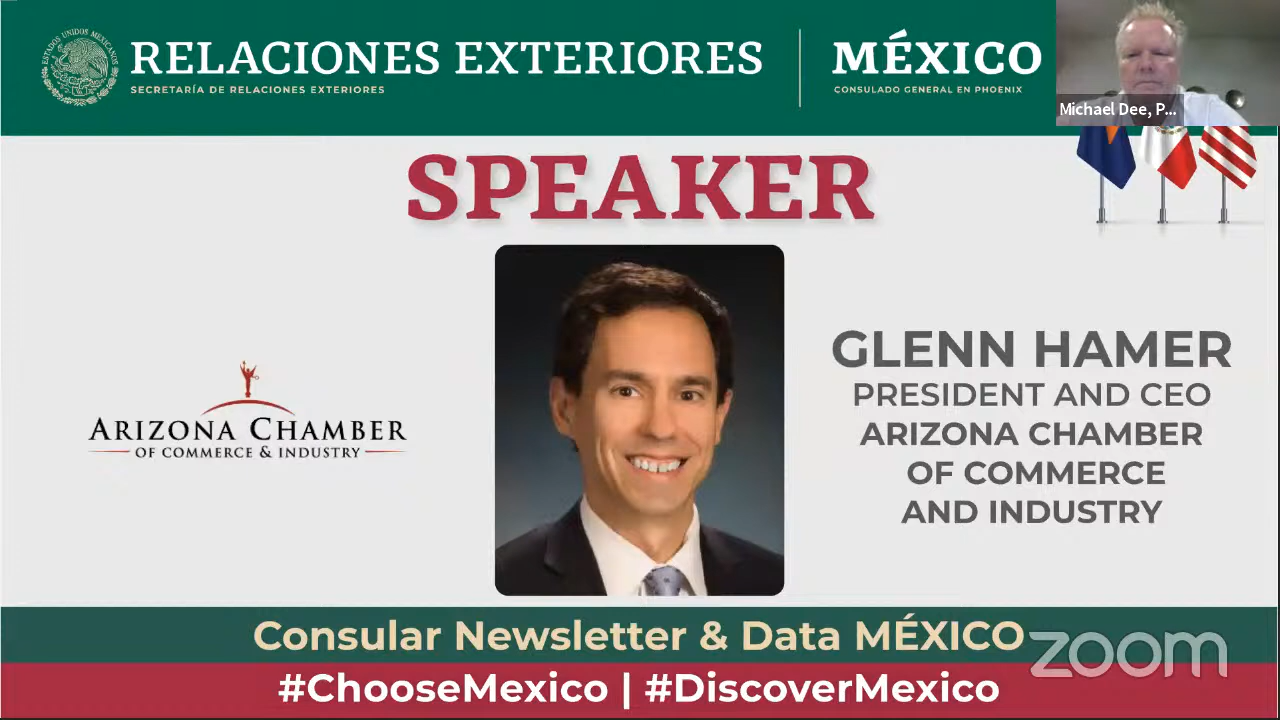 RELACIONES EXTERIORES
SECRETARÍA DE RELACIONES EXTERIORES
MÉXICO
CONSULADO GENERAL EN PHOENIX
Michael Dee, P...
SPEAKER
ARIZONA CHAMBER
OF COMMERCE & INDUSTRY
GLENN HAMER
PRESIDENT AND CEO
ARIZONA CHAMBER
OF COMMERCE
AND INDUSTRY
Consular Newsletter & Data MÉXICO
zoom
#ChooseMexico | #DiscoverMexico